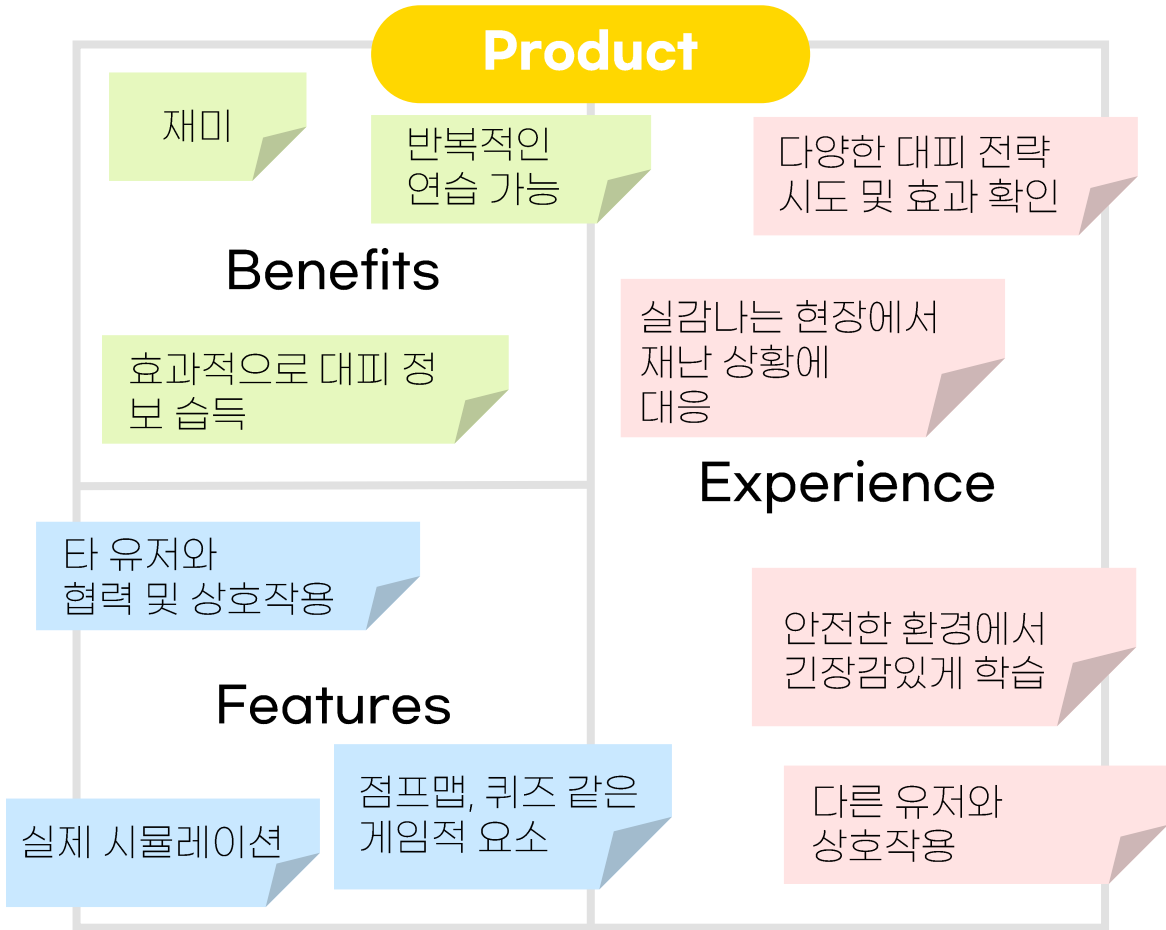 Product
재미
반복적인
연습 가능
Benefits
효과적으로 대피 정
보 습득
타 유저와
협력 및 상호작용
Features
실제 시뮬레이션
점프맵, 퀴즈 같은
게임적 요소
다양한 대피 전략
시도 및 효과 확인
실감나는 현장에서
재난 상황에
대응
Experience
안전한 환경에서
긴장감있게 학습
다른 유저와
상호작용